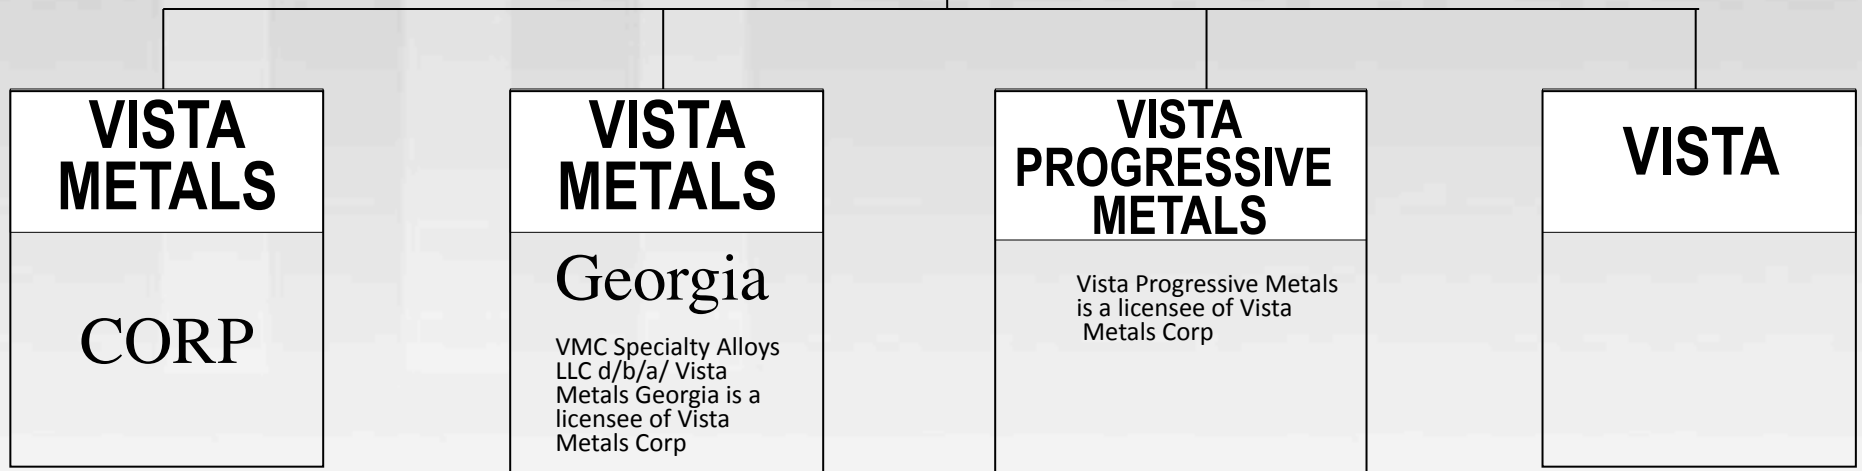 VISTA
METALS
CORP
VISTA
METALS
Georgia
VMC Specialty Alloys
LLC d/b/a/ Vista
Metals Georgia is a
licensee of Vista
Metals Corp
VISTA
PROGRESSIVE
METALS
Vista Progressive Metals
is a licensee of Vista
Metals Corp
VISTA